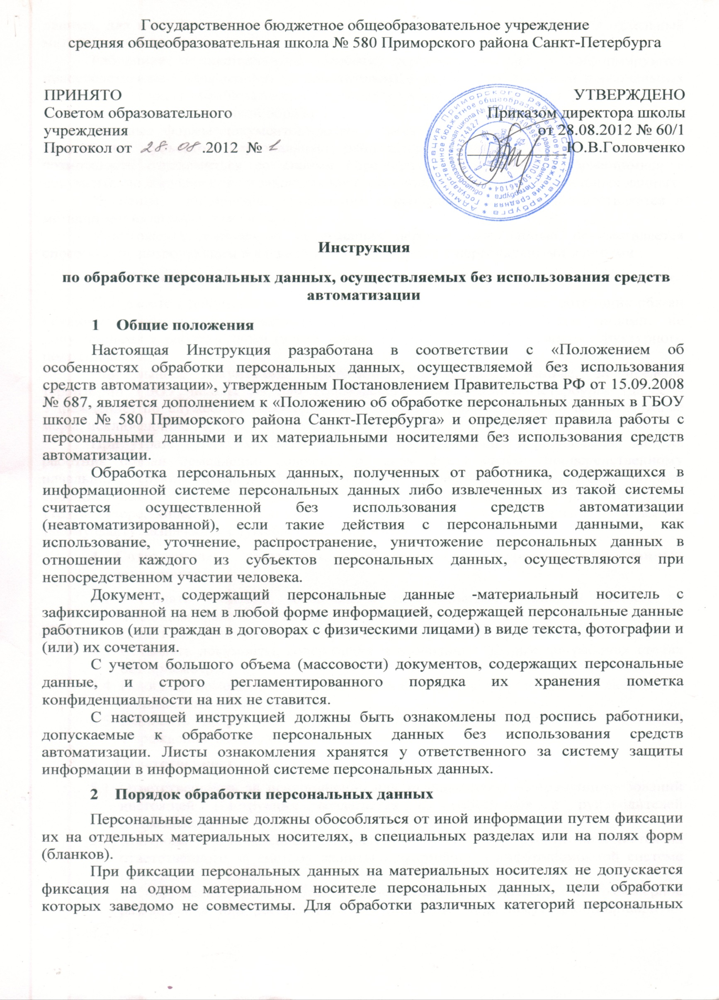 Государственное бюджетное общеобразовательное учреждение
средняя общеобразовательная школа № 580 Приморского района Санкт-Петербурга
ПРИНЯТО
Советом образовательного
учреждения
Протокол от 28. 08 .2012 № 1
УТВЕРЖДЕНО
Приказом директора школы
от 28.08.2012 № 60/1
Ю.В.Головченко
Администрация Приморского района Санкт-Петербурга *
Государственное бюджетное общеобразовательное учреждение средняя *
общеобразовательная школа № 580 Приморского района Санкт-Петербурга *
Инструкция
по обработке персональных данных, осуществляемых без использования средств
автоматизации
1 Общие положения
Настоящая Инструкция разработана в соответствии с «Положением об
особенностях обработки персональных данных, осуществляемой без использования
средств автоматизации», утвержденным Постановлением Правительства РФ от 15.09.2008
№ 687, является дополнением к «Положению об обработке персональных данных в ГБОУ
школе № 580 Приморского района Санкт-Петербурга» и определяет правила работы с
персональными данными и их материальными носителями без использования средств
автоматизации.
Обработка персональных данных, полученных от работника, содержащихся в
информационной системе персональных данных либо извлеченных из такой системы
считается осуществленной без использования средств автоматизации
(неавтоматизированной), если такие действия с персональными данными, как
использование, уточнение, распространение, уничтожение персональных данных в
отношении каждого из субъектов персональных данных, осуществляются при
непосредственном участии человека.
Документ, содержащий персональные данные -материальный носитель с
зафиксированной на нем в любой форме информацией, содержащей персональные данные
работников (или граждан в договорах с физическими лицами) в виде текста, фотографии и
(или) их сочетания.
С учетом большого объема (массовости) документов, содержащих персональные
данные, и строго регламентированного порядка их хранения пометка
конфиденциальности на них не ставится.
С настоящей инструкцией должны быть ознакомлены под роспись работники,
допускаемые к обработке персональных данных без использования средств
автоматизации. Листы ознакомления хранятся у ответственного за систему защиты
информации в информационной системе персональных данных.
2 Порядок обработки персональных данных
Персональные данные должны обособляться от иной информации путем фиксации
их на отдельных материальных носителях, в специальных разделах или на полях форм
(бланков).
При фиксации персональных данных на материальных носителях не допускается
фиксация на одном материальном носителе персональных данных, цели обработки
которых заведомо не совместимы. Для обработки различных категорий персональных